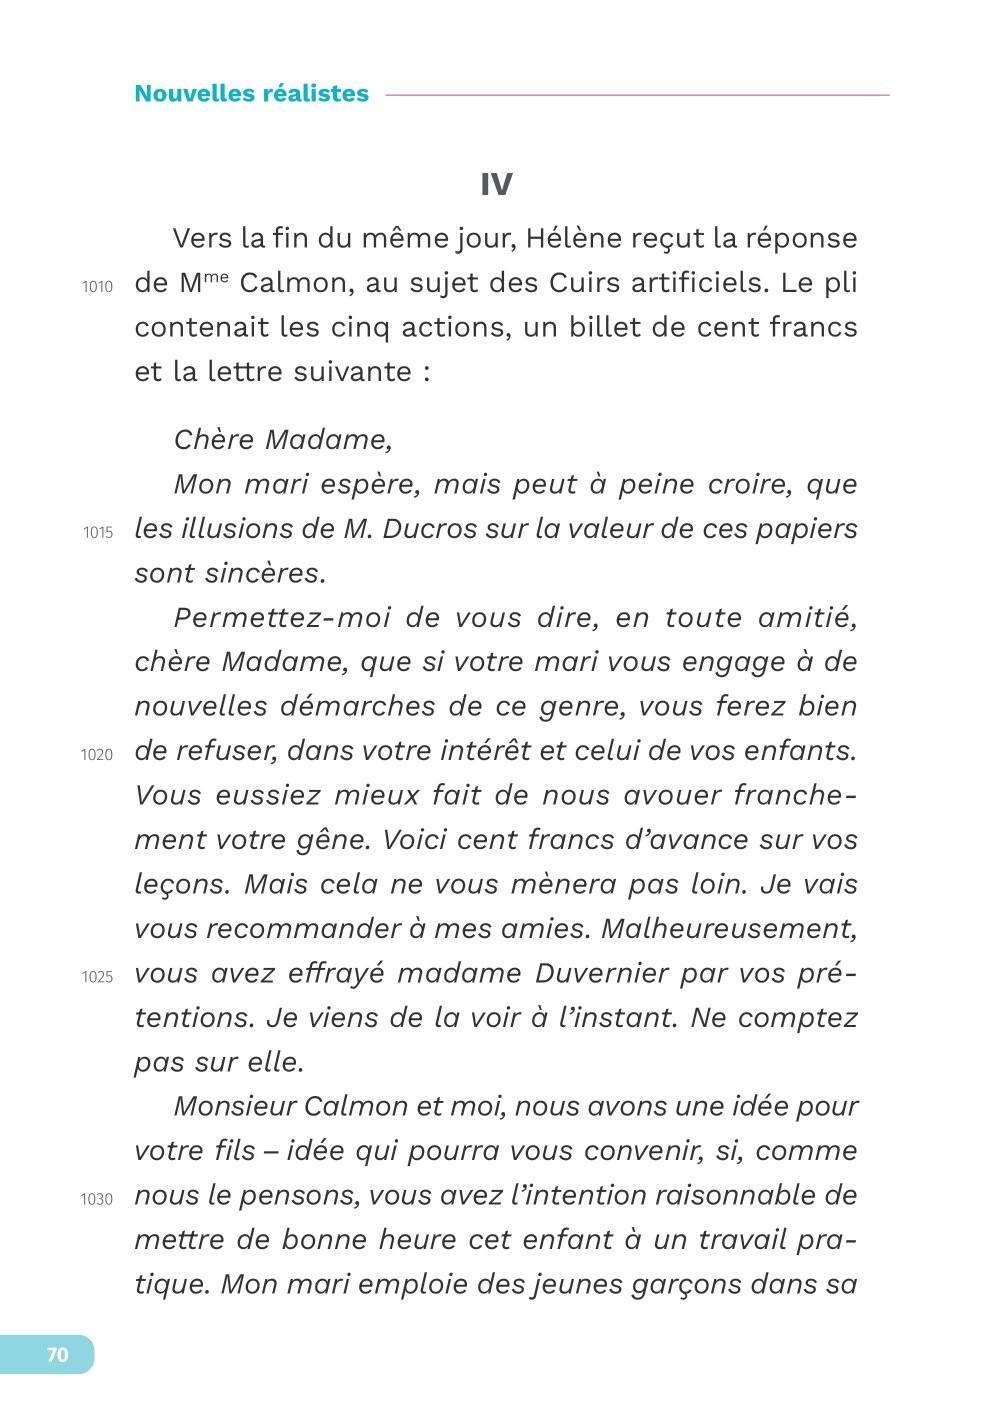 Nouvelles réalistes
IV
Vers la fin du même jour, Hélène reçut la réponse
1010 de Mme Calmon, au sujet des Cuirs artificiels. Le pli
contenait les cinq actions, un billet de cent francs
et la lettre suivante :
Chère Madame,
Mon mari espère, mais peut à peine croire, que
1015 les illusions de M. Ducros sur la valeur de ces papiers
sont sincères.
Permettez-moi de vous dire, en toute amitié,
chère Madame, que si votre mari vous engage à de
nouvelles démarches de ce genre, vous ferez bien
1020 de refuser, dans votre intérêt et celui de vos enfants.
Vous eussiez mieux fait de nous avouer franche-
ment votre gêne. Voici cent francs d’avance sur vos
leçons. Mais cela ne vous mènera pas loin. Je vais
vous recommander à mes amies. Malheureusement,
1025 vous avez effrayé madame Duvernier par vos pré-
tentions. Je viens de la voir à l’instant. Ne comptez
pas sur elle.
Monsieur Calmon et moi, nous avons une idée pour
votre fils – idée qui pourra vous convenir, si, comme
1030 nous le pensons, vous avez l’intention raisonnable de
mettre de bonne heure cet enfant à un travail pra-
tique. Mon mari emploie des jeunes garçons dans sa
70